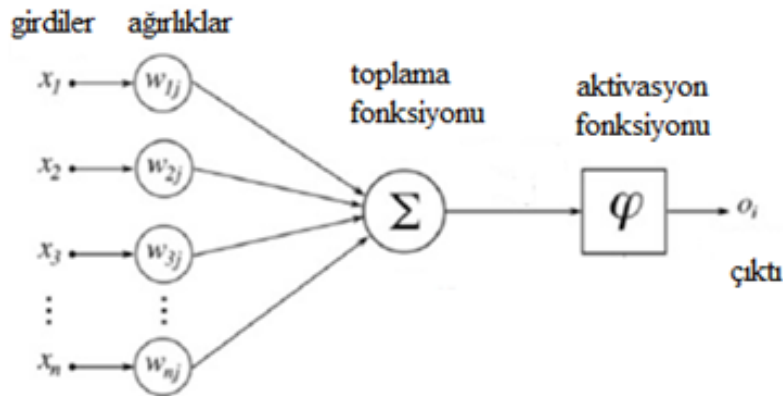 girdiler ağırlıklar
toplama
fonksiyonu
aktivasyon
fonksiyonu
x1 w1j
x2 w2j
x3 w3j
xn wnj
Σ
φ
oi
çıktı